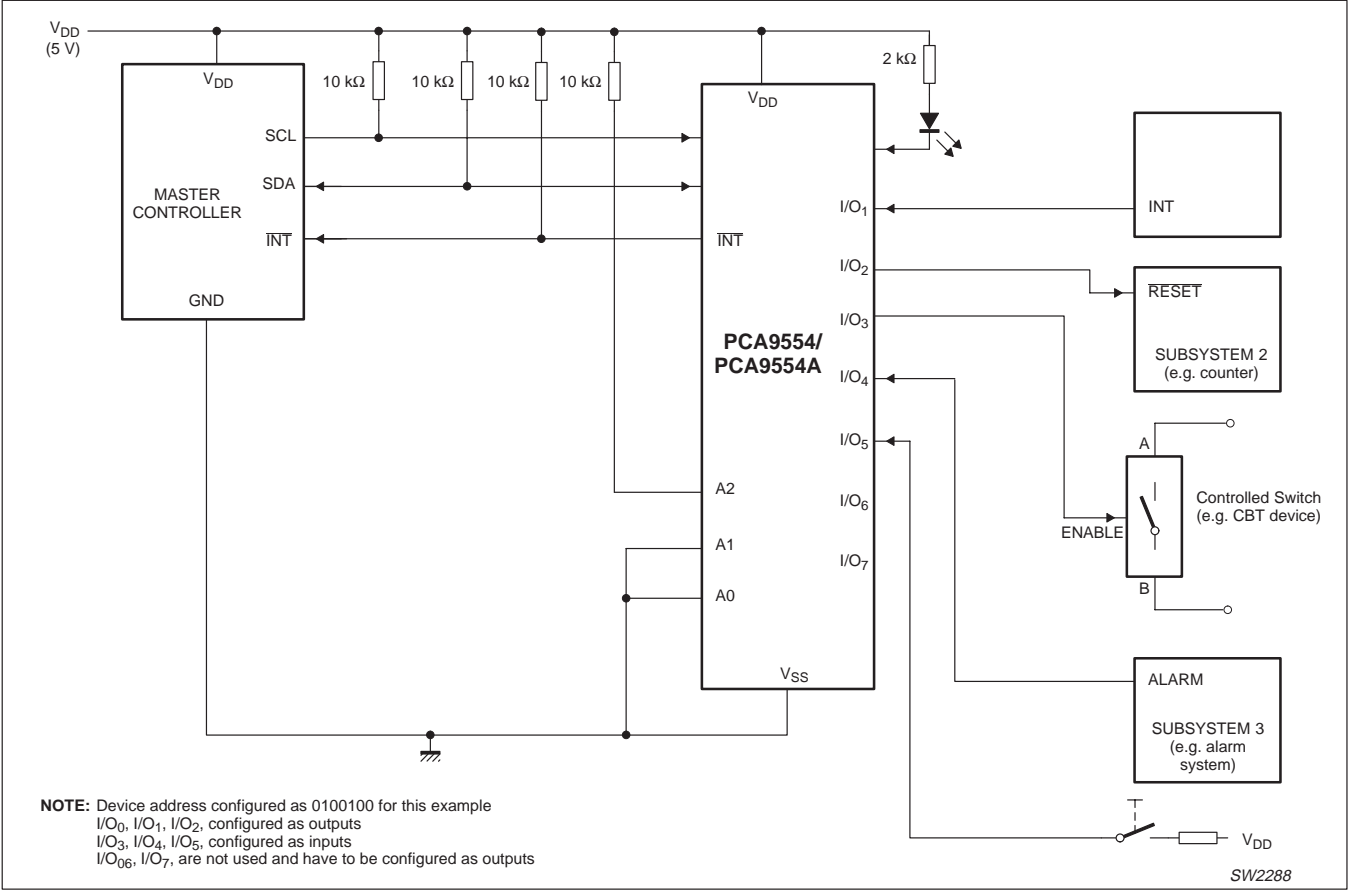 VDD
(5 V)
VDD
10 kΩ
10 kΩ
10 kΩ
10 kΩ
2 kΩ
VDD
SCL
SDA
MASTER
CONTROLLER
INT
GND
INT
PCA9554/
PCA9554A
A2
A1
A0
VSS
I/O1
I/O2
I/O3
I/O4
I/O5
I/O6
I/O7
INT
RESET
SUBSYSTEM 2
(e.g. counter)
A
Controlled Switch
(e.g. CBT device)
ENABLE
B
ALARM
SUBSYSTEM 3
(e.g. alarm
system)
VDD
NOTE: Device address configured as 0100100 for this example
I/O0, I/O1, I/O2, configured as outputs
I/O3, I/O4, I/O5, configured as inputs
I/O06, I/O7, are not used and have to be configured as outputs
SW2288